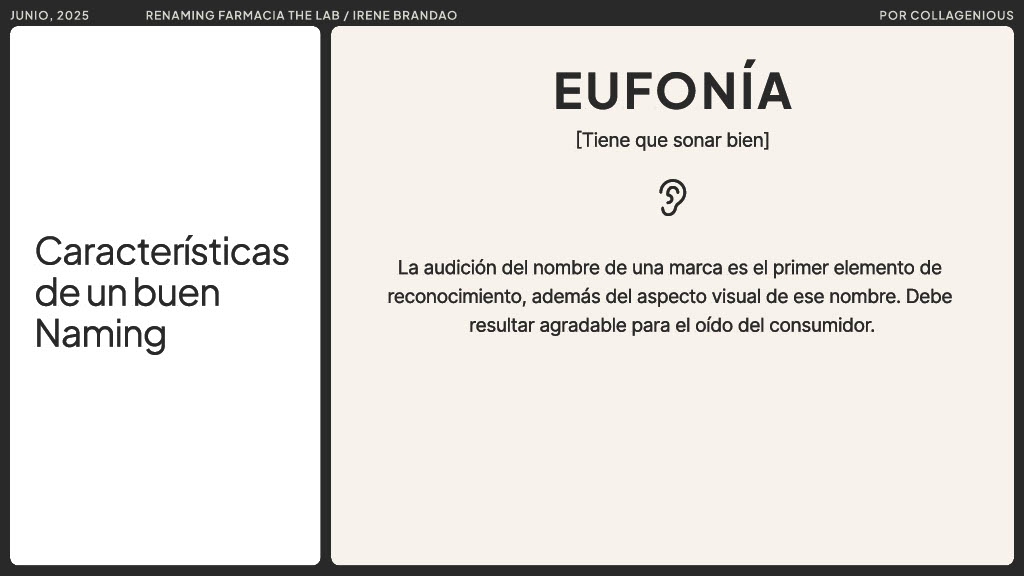 JUNIO, 2025
RENAMING FARMACIA THE LAB / IRENE BRANDAO
POR COLLAGENIOUS
Características
de un buen
Naming
EUFONÍA
[Tiene que sonar bien]
La audición del nombre de una marca es el primer elemento de
reconocimiento, además del aspecto visual de ese nombre. Debe
resultar agradable para el oído del consumidor.